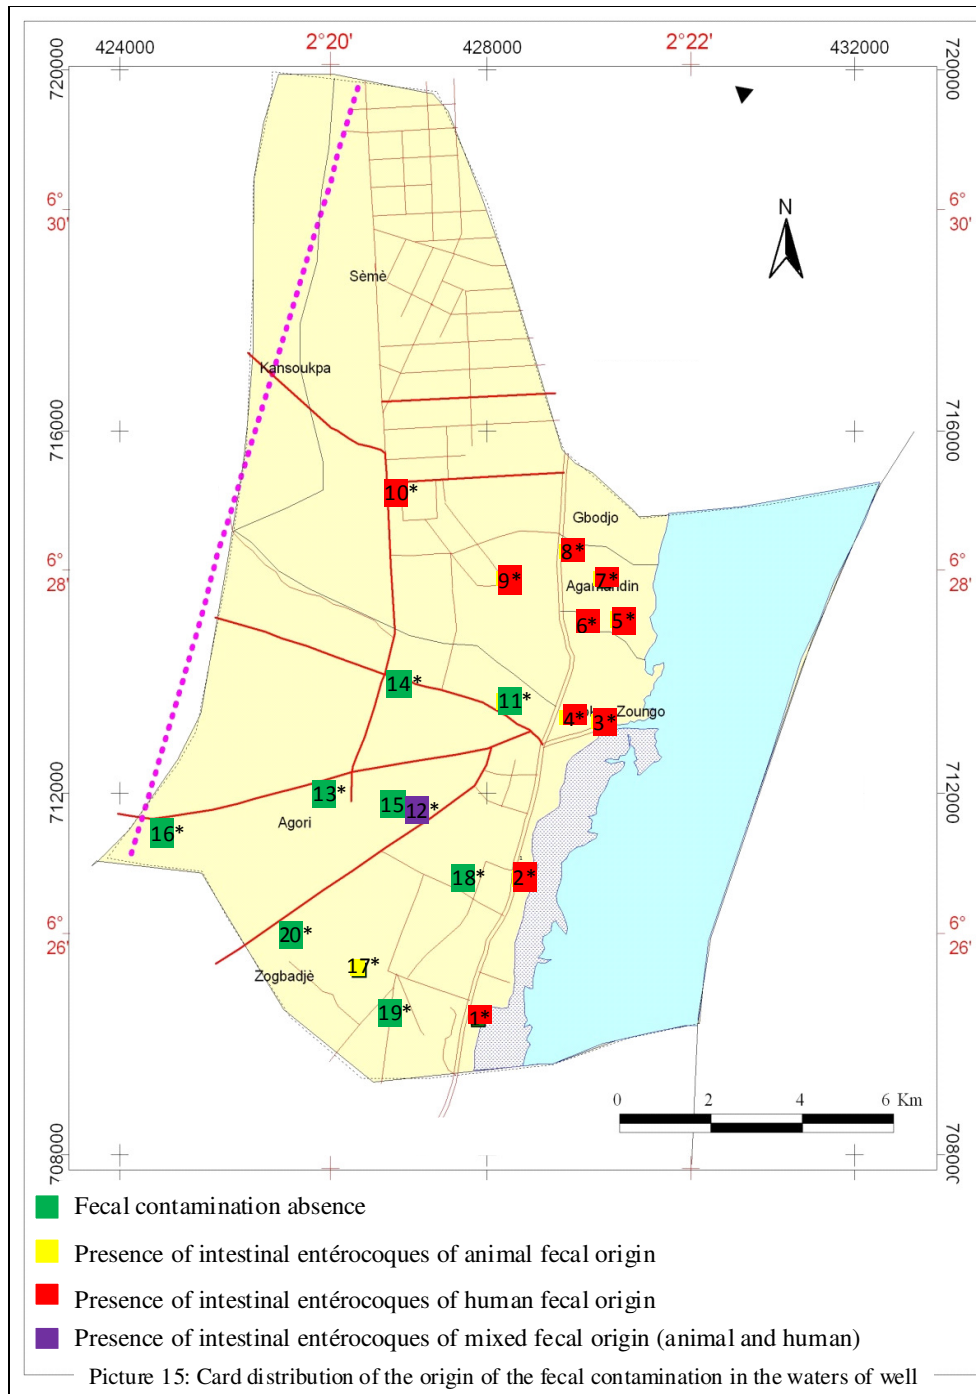 424000 2°20' 428000 2°22' 432000
720000 720000
N
6° 30' 6° 30'
Sèmè
Kansoukpa
716000 716000
10*
Gbodjo
8*
6° 28' 6° 28'
9* 7*
Agamandin
6* 5*
14*
11*
4* Zoungo
3*
712000 712000
13* 15 12*
Agori
16*
18* 2*
6° 26' 6° 26'
20*
17*
Zogbadjè
19* 1*
0 2 4 6 Km
708000 708000
Fecal contamination absence
Presence of intestinal entérocoques of animal fecal origin
Presence of intestinal entérocoques of human fecal origin
Presence of intestinal entérocoques of mixed fecal origin (animal and human)
Picture 15: Card distribution of the origin of the fecal contamination in the waters of well